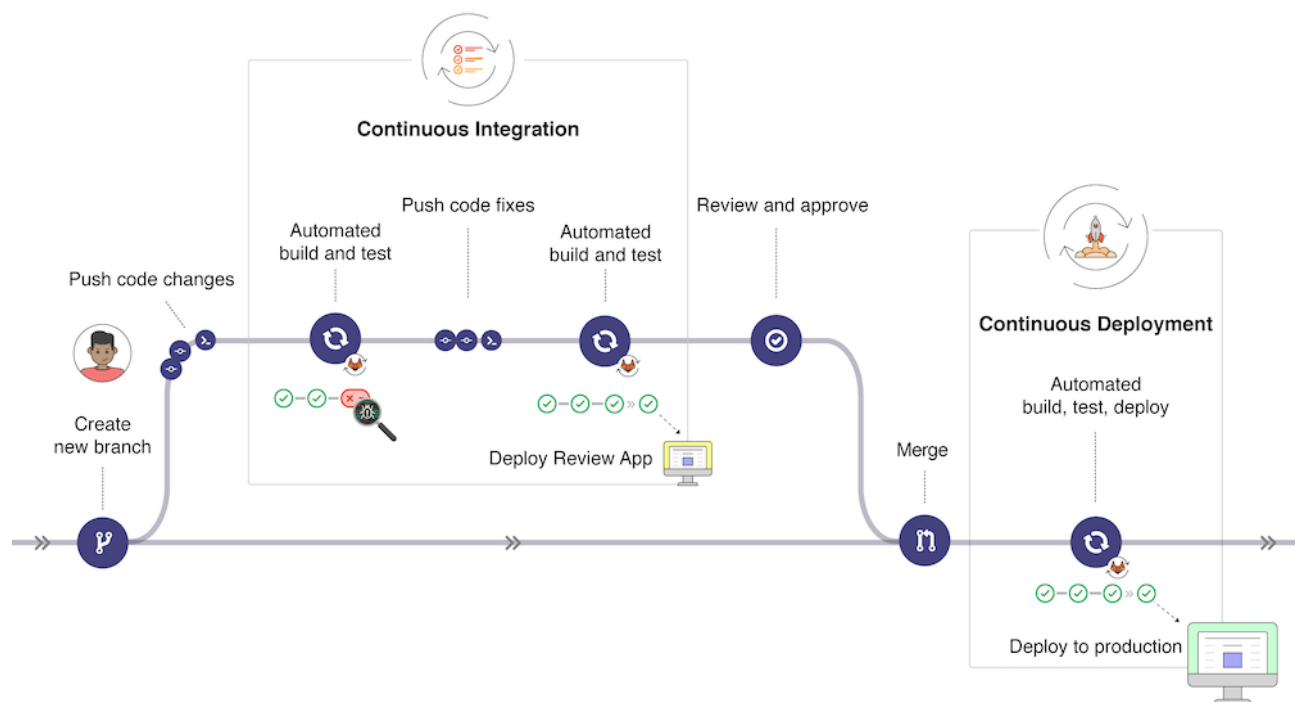 Continuous Integration
Push code fixes
Review and approve
Automated
build and test
Automated
build and test
Push code changes
Continuous Deployment
Automated
build, test, deploy
Create
new branch
Deploy Review App
Merge
Deploy to production